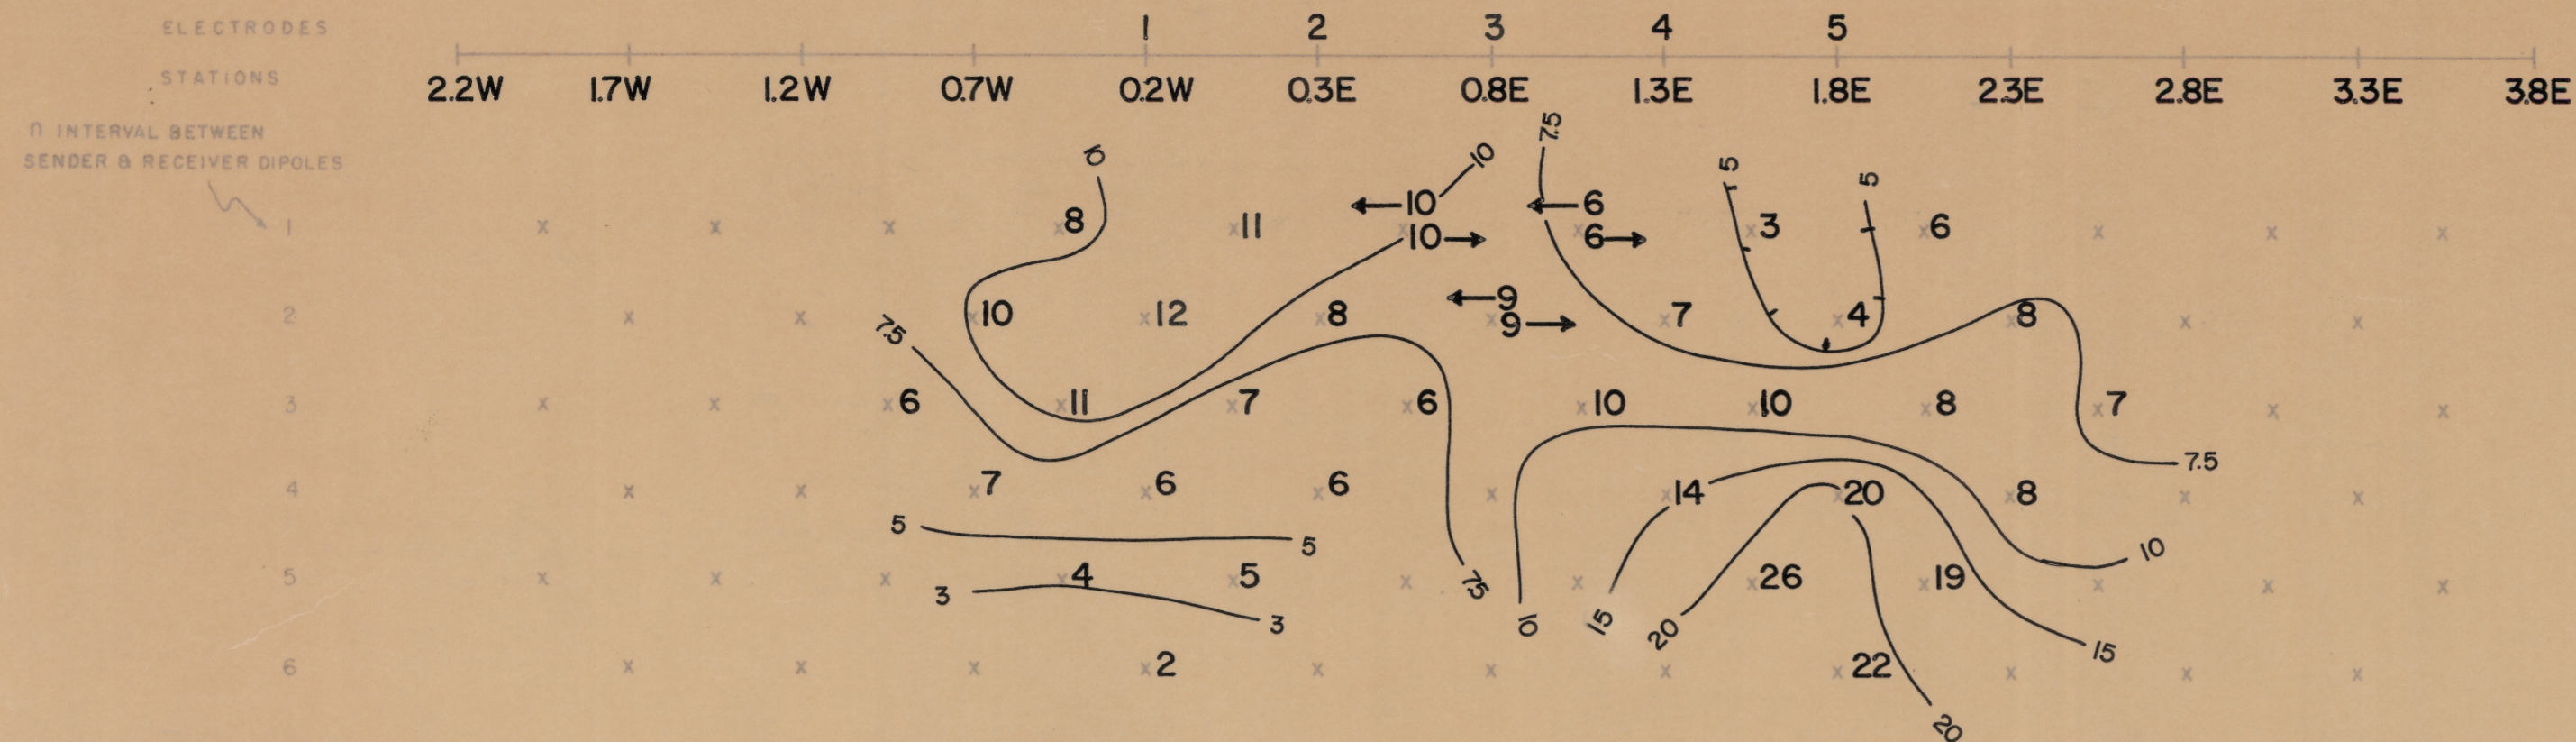 ELECTRODES 1 2 3 4 5
STATIONS 2.2W 1.7W 1.2W 0.7W 0.2W 0.3E 0.8E 1.3E 1.8E 2.3E 2.8E 3.3E 3.8E
n INTERVAL BETWEEN
SENDER & RECEIVER DIPOLES
10 10 7.5 5 5
10 6
1 x x x x 8 x 11 x 10 x 6 x 3 x 6 x x x
9
2 x x x 10 x 12 x 8 x 9 x 7 x 4 x 8 x x
7.5
3 x x x 6 x 11 x 7 x 6 x 10 x 10 x 8 x 7 x x
7.5
4 x x x 7 x 6 x 6 x x 14 x 20 x 8 x x
5 5 10
5 x x x x 4 x 5 x x x 26 x 19 x x x
3 3 7.5 10 15 20 15
6 x x x x 2 x x x x 22 x x x
20